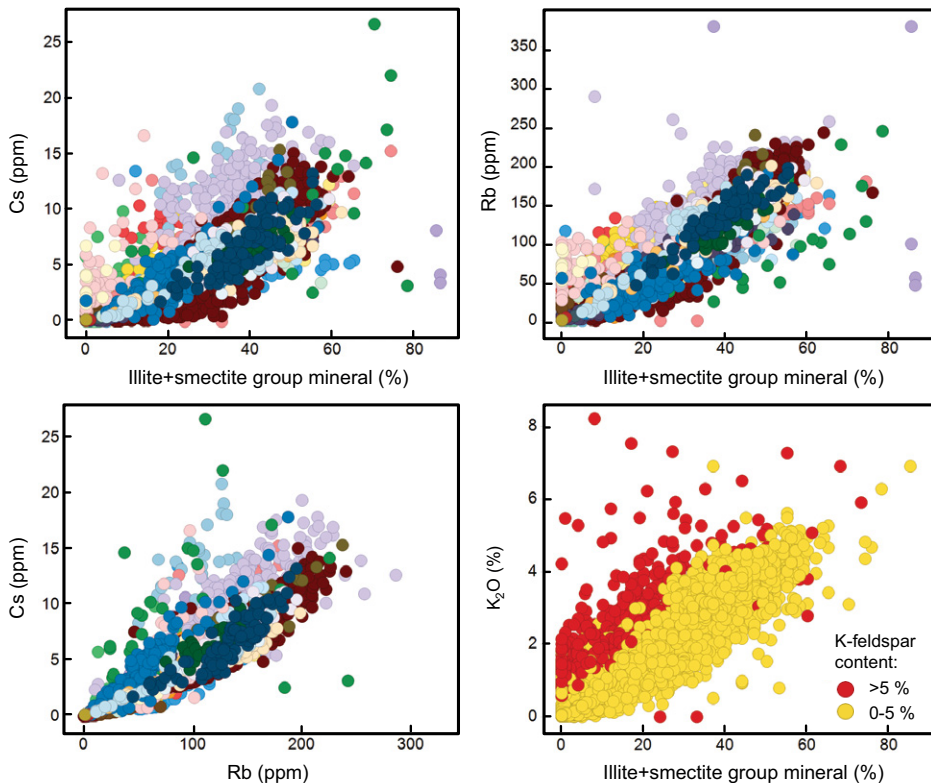 Cs (ppm)
25
20
15
10
5
0
0 20 40 60 80
Illite+smectite group mineral (%)
Rb (ppm)
350
300
250
200
150
100
50
0
0 20 40 60 80
Illite+smectite group mineral (%)
Cs (ppm)
25
20
15
10
5
0
0 100 200 300
Rb (ppm)
K2O (%)
8
6
4
2
0
K-feldspar
content:
>5 %
0-5 %
0 20 40 60 80
Illite+smectite group mineral (%)